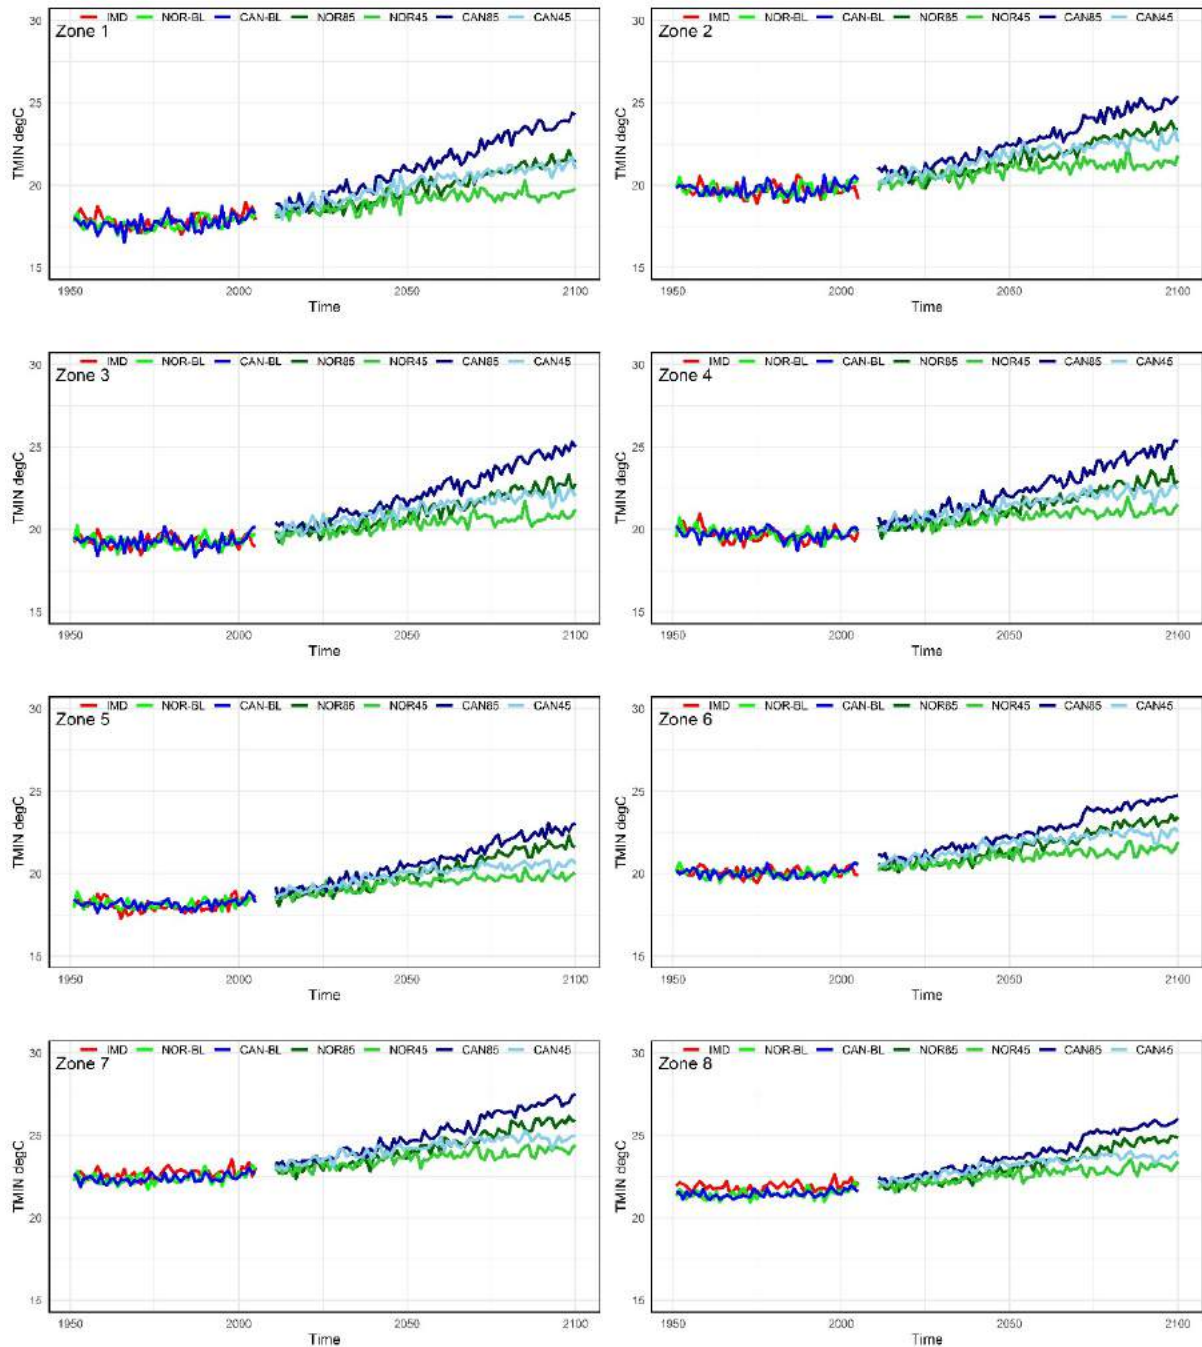 IMD NOR-BL CAN-BL NOR85 NOR45 CAN85 CAN45
Zone 1
30
25
20
15
TMIN degC
1950 2000 2050 2100
Time
IMD NOR-BL CAN-BL NOR85 NOR45 CAN85 CAN45
Zone 2
30
25
20
15
TMIN degC
1950 2000 2050 2100
Time
IMD NOR-BL CAN-BL NOR85 NOR45 CAN85 CAN45
Zone 3
30
25
20
15
TMIN degC
1950 2000 2050 2100
Time
IMD NOR-BL CAN-BL NOR85 NOR45 CAN85 CAN45
Zone 4
30
25
20
15
TMIN degC
1950 2000 2050 2100
Time
IMD NOR-BL CAN-BL NOR85 NOR45 CAN85 CAN45
Zone 5
30
25
20
15
TMIN degC
1950 2000 2050 2100
Time
IMD NOR-BL CAN-BL NOR85 NOR45 CAN85 CAN45
Zone 6
30
25
20
15
TMIN degC
1950 2000 2050 2100
Time
IMD NOR-BL CAN-BL NOR85 NOR45 CAN85 CAN45
Zone 7
30
25
20
15
TMIN degC
1950 2000 2050 2100
Time
IMD NOR-BL CAN-BL NOR85 NOR45 CAN85 CAN45
Zone 8
30
25
20
15
TMIN degC
1950 2000 2050 2100
Time